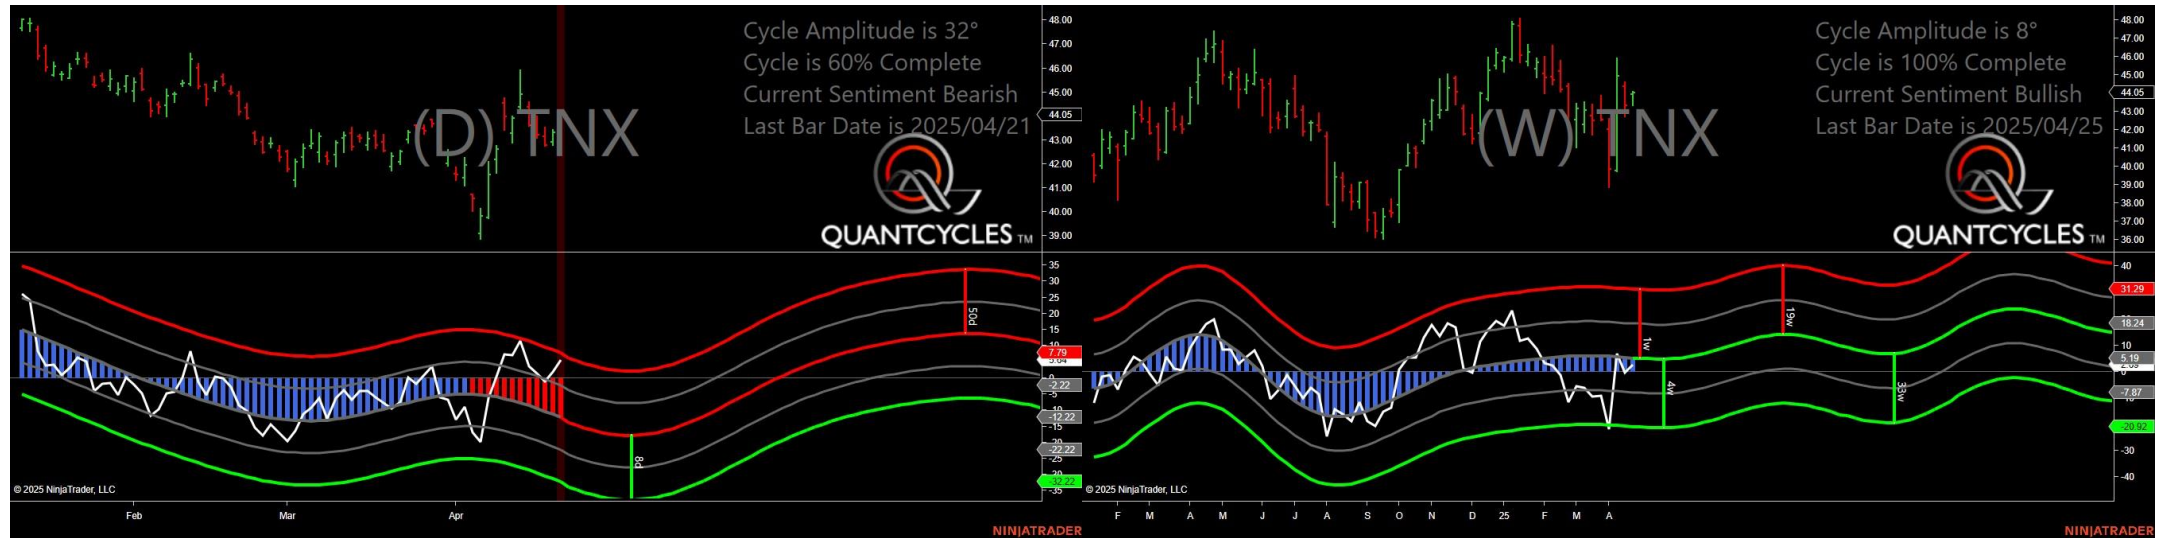 Cycle Amplitude is 32°
Cycle is 60% Complete
Current Sentiment Bearish
Last Bar Date is 2025/04/21
(D) TNX
QUANTCYCLES TM
48.00
47.00
46.00
45.00
44.05
43.00
42.00
41.00
40.00
39.00
35
30
25
20
15
10
7.79
5.64
0
-2.22
-5
-12.22
-15
-20
-22.22
-25
-30
-32.22
-35
50d
8d
© 2025 NinjaTrader, LLC
Feb
Mar
Apr
NINJATRADER
Cycle Amplitude is 8°
Cycle is 100% Complete
Current Sentiment Bullish
Last Bar Date is 2025/04/25
(W) TNX
QUANTCYCLES TM
48.00
47.00
46.00
45.00
44.05
43.00
42.00
41.00
40.00
39.00
38.00
37.00
36.00
40
31.29
18.24
10
5.19
-7.87
-20.92
-30
-40
1w
4w
19w
33w
© 2025 NinjaTrader, LLC
F
M
A
M
J
J
A
S
O
N
D
25
F
M
A
NINJATRADER